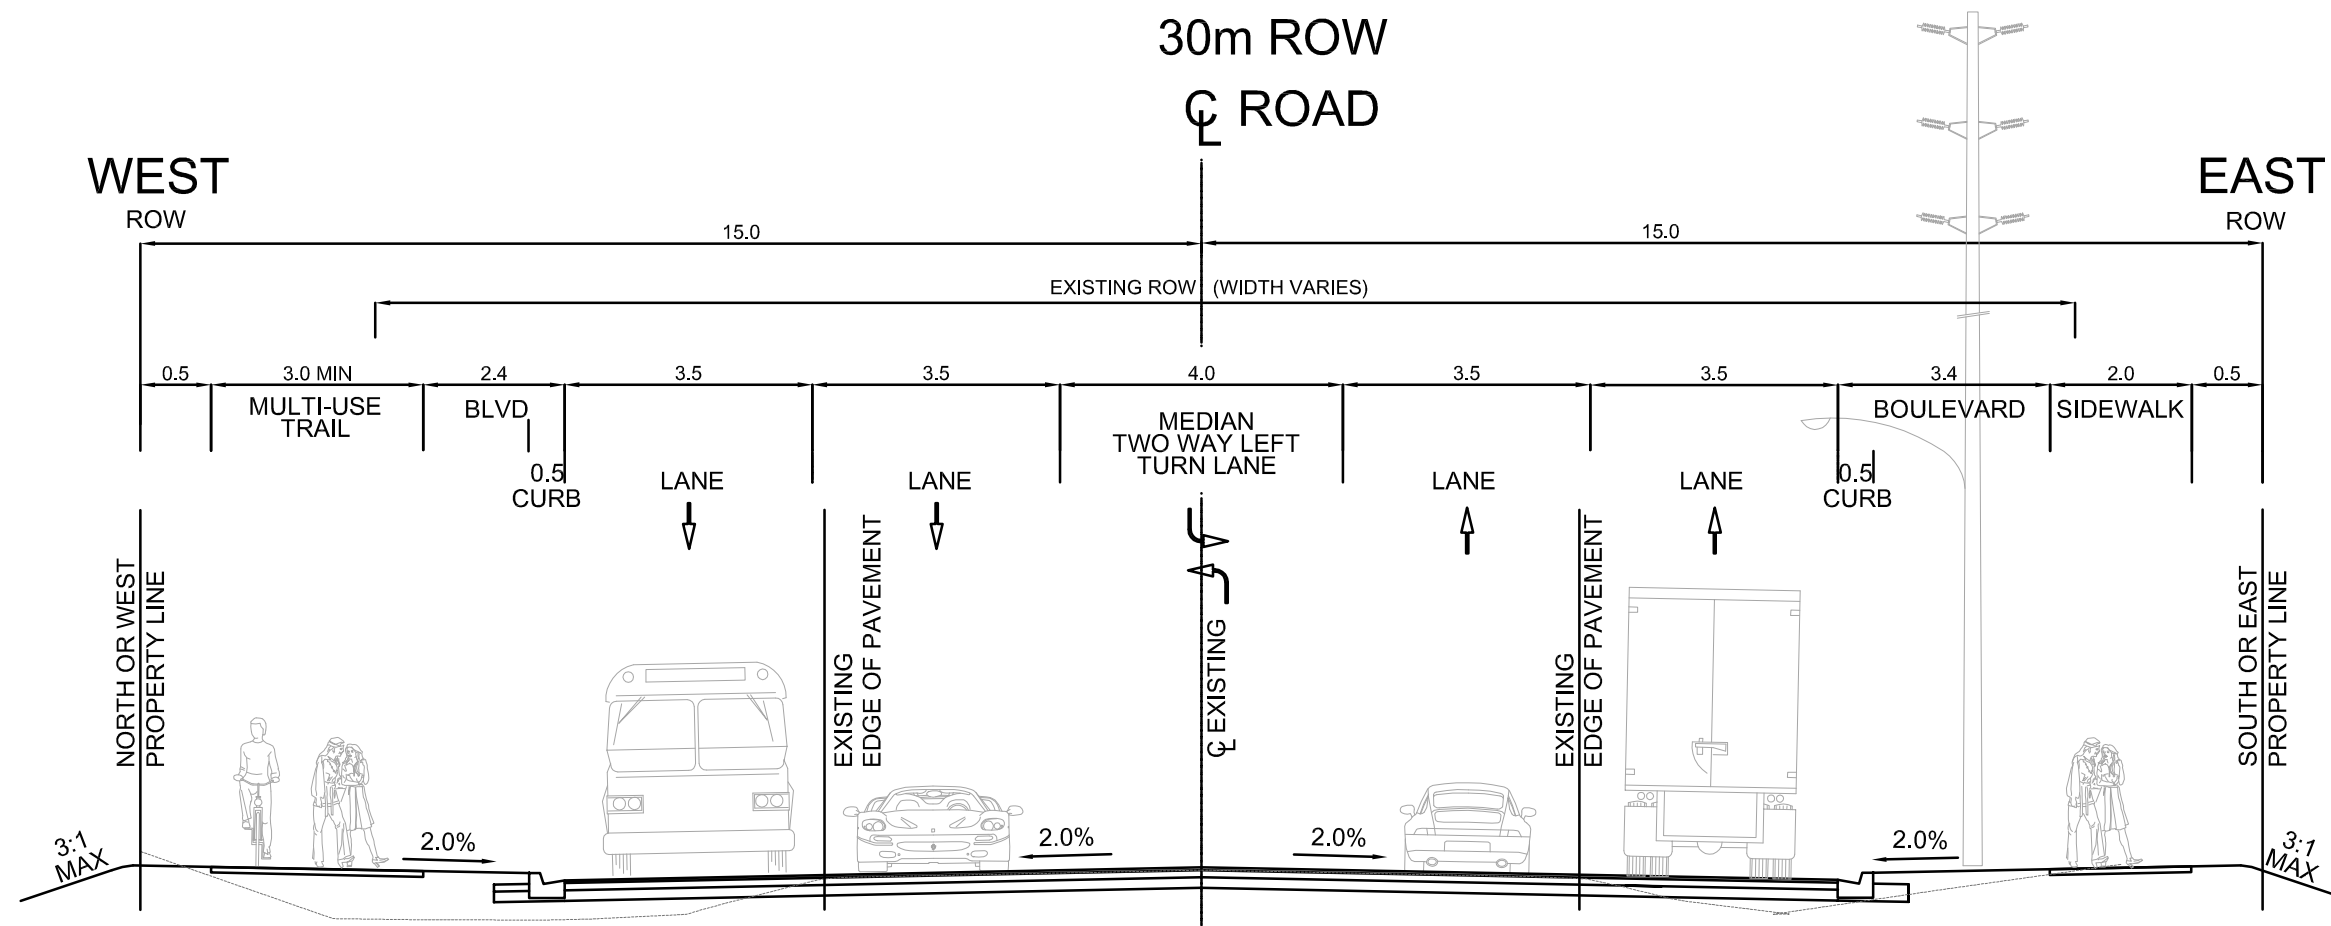 30m ROW
℄ ROAD
WEST
EAST
ROW
ROW
15.0
15.0
EXISTING ROW (WIDTH VARIES)
0.5
3.0 MIN
2.4
3.5
3.5
4.0
3.5
3.5
3.4
2.0
0.5
MULTI-USE
TRAIL
BLVD
MEDIAN
TWO WAY LEFT
TURN LANE
BOULEVARD
SIDEWALK
0.5
CURB
LANE
LANE
LANE
LANE
0.5
CURB
NORTH OR WEST
PROPERTY LINE
EXISTING
EDGE OF PAVEMENT
℄ EXISTING
EXISTING
EDGE OF PAVEMENT
SOUTH OR EAST
PROPERTY LINE
3:1
MAX
2.0%
2.0%
2.0%
2.0%
3:1
MAX